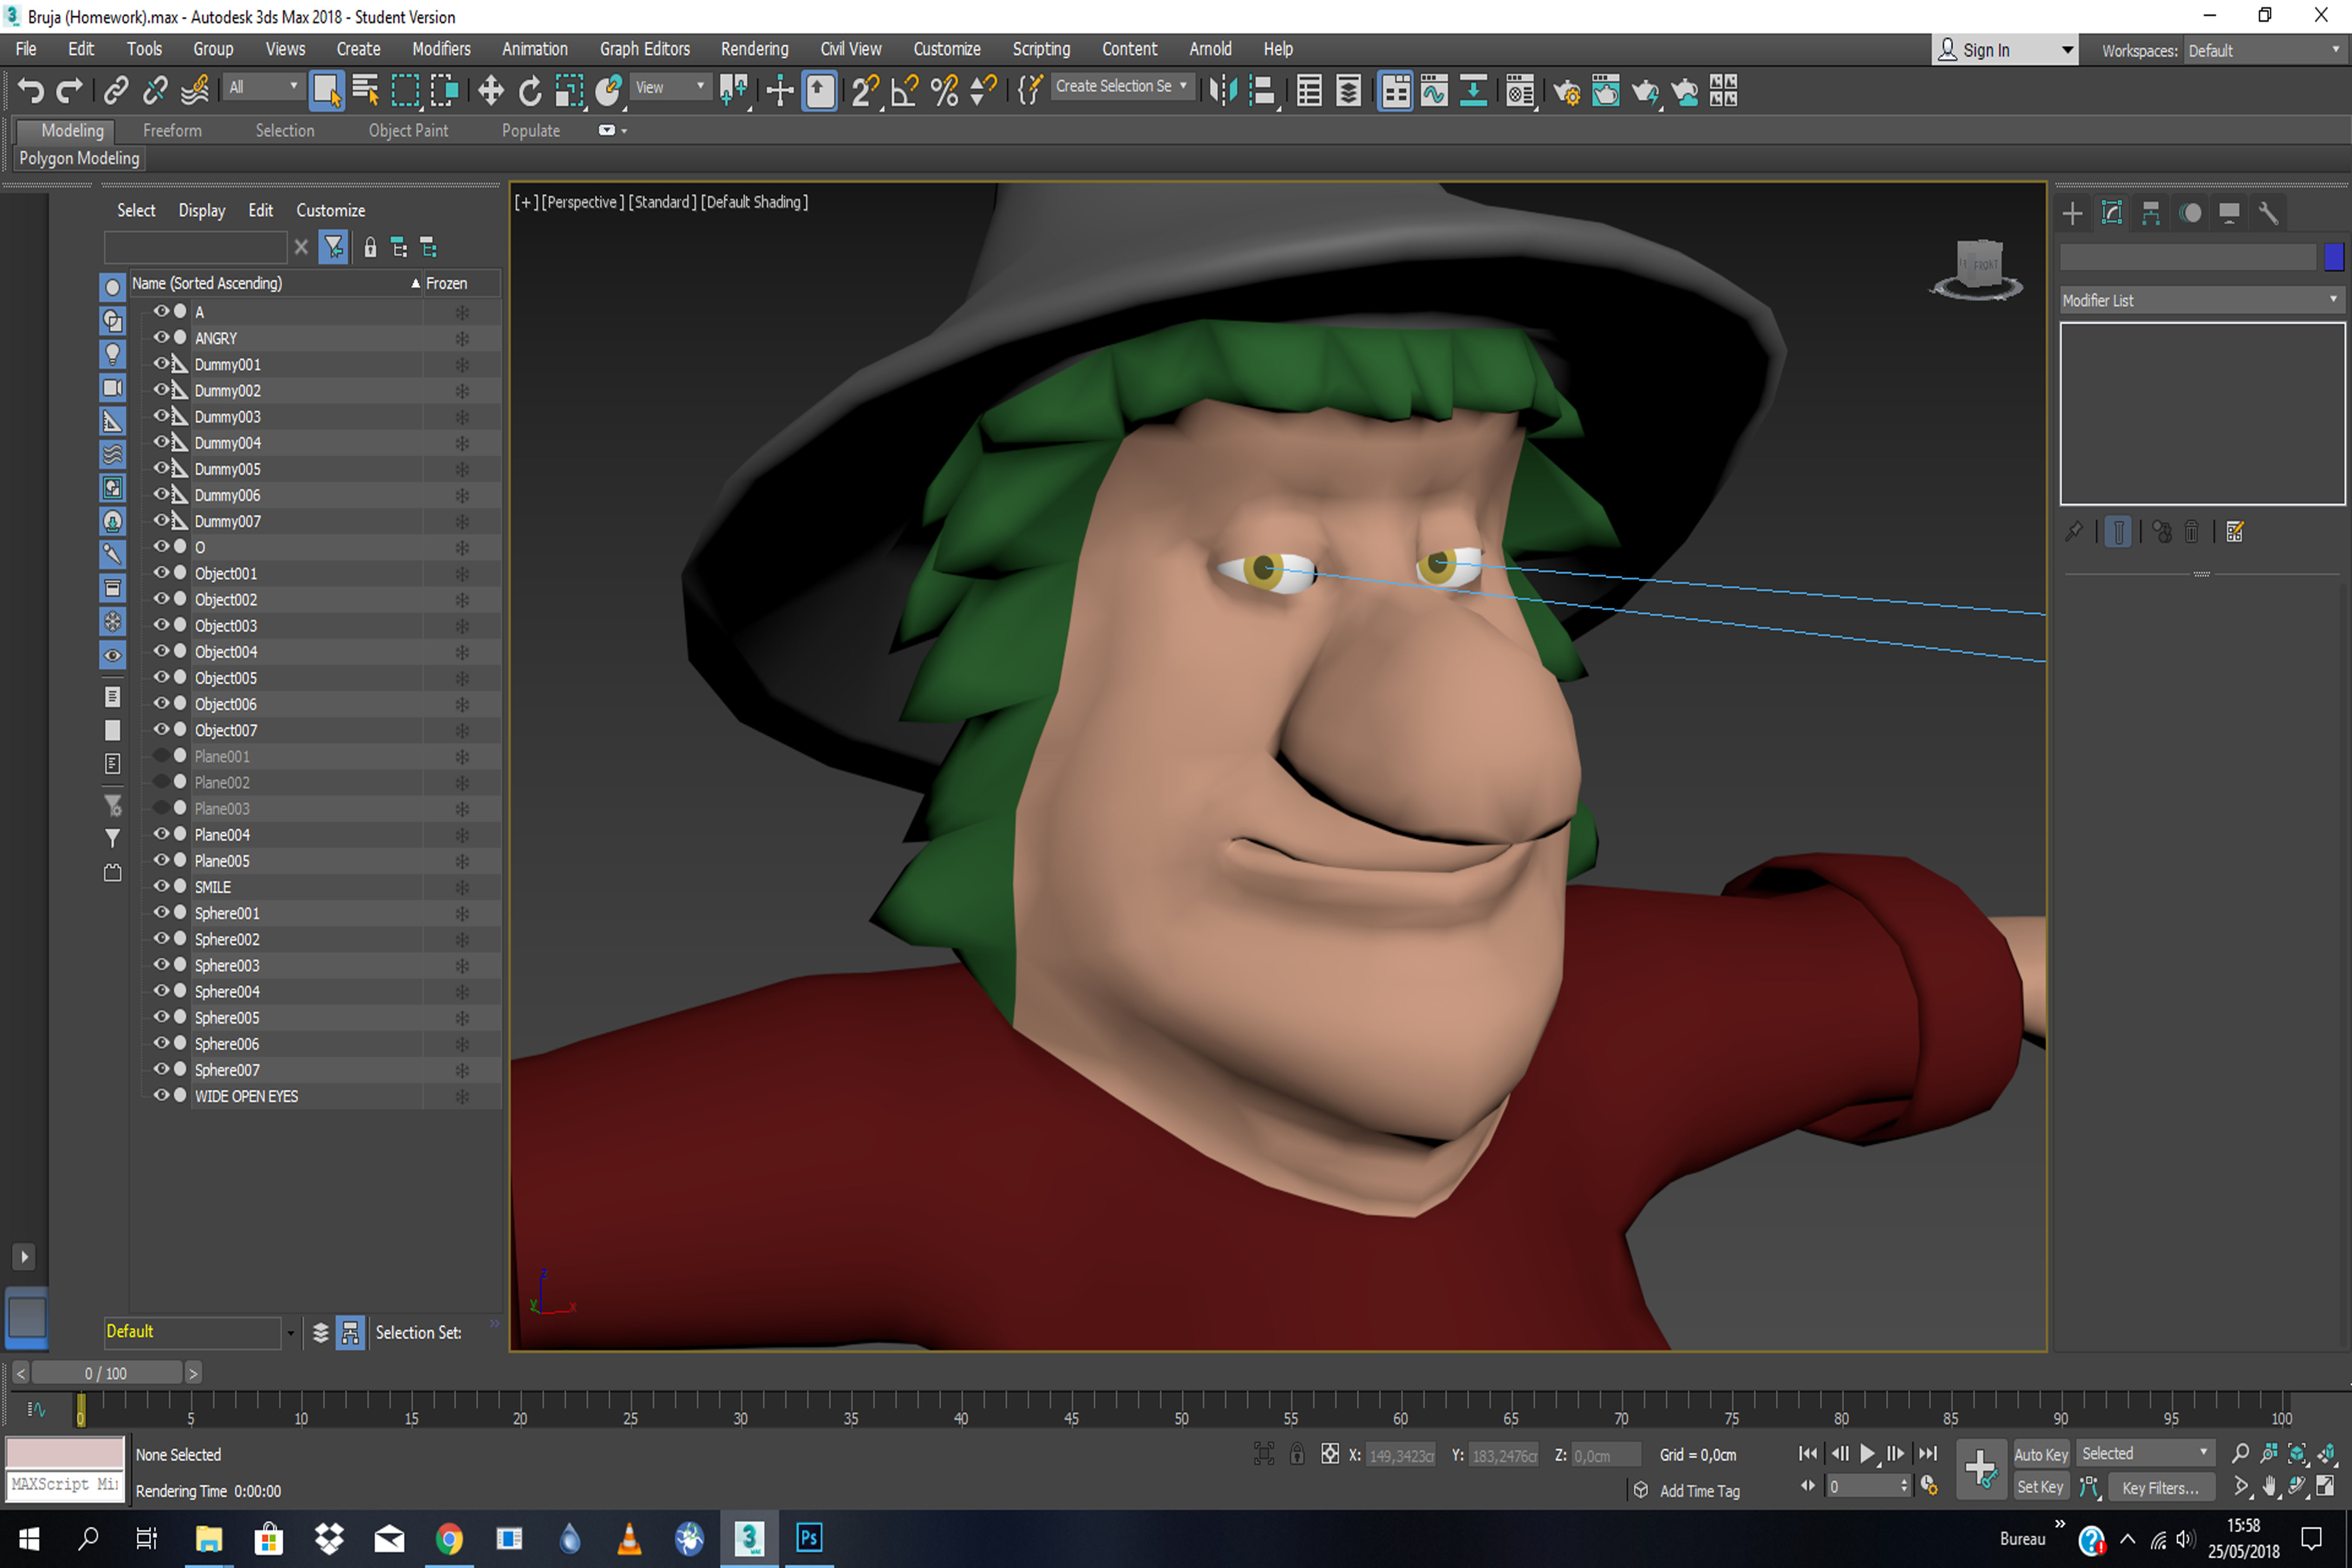 Bruja (Homework).max - Autodesk 3ds Max 2018 - Student Version
File Edit Tools Group Views Create Modifiers Animation Graph Editors Rendering Civil View Customize Scripting Content Arnold Help
Sign In Workspaces: Default
All View Create Selection Se
Modeling Freeform Selection Object Paint Populate
Polygon Modeling
Select Display Edit Customize
[+] [Perspective] [Standard] [Default Shading]
FRONT
Name (Sorted Ascending) Frozen
Modifier List
A
ANGRY
Dummy001
Dummy002
Dummy003
Dummy004
Dummy005
Dummy006
Dummy007
O
Object001
Object002
Object003
Object004
Object005
Object006
Object007
Plane001
Plane002
Plane003
Plane004
Plane005
SMILE
Sphere001
Sphere002
Sphere003
Sphere004
Sphere005
Sphere006
Sphere007
WIDE OPEN EYES
z
y x
Default Selection Set:
< 0 / 100 >
0 5 10 15 20 25 30 35 40 45 50 55 60 65 70 75 80 85 90 95 100
None Selected X: 149,3423c Y: 183,2476c Z: 0,0cm Grid = 0,0cm Auto Key Selected
MAXScript Mi
Rendering Time 0:00:00 Add Time Tag 0 Set Key Key Filters...
3 MAX Ps Bureau 15:58
25/05/2018